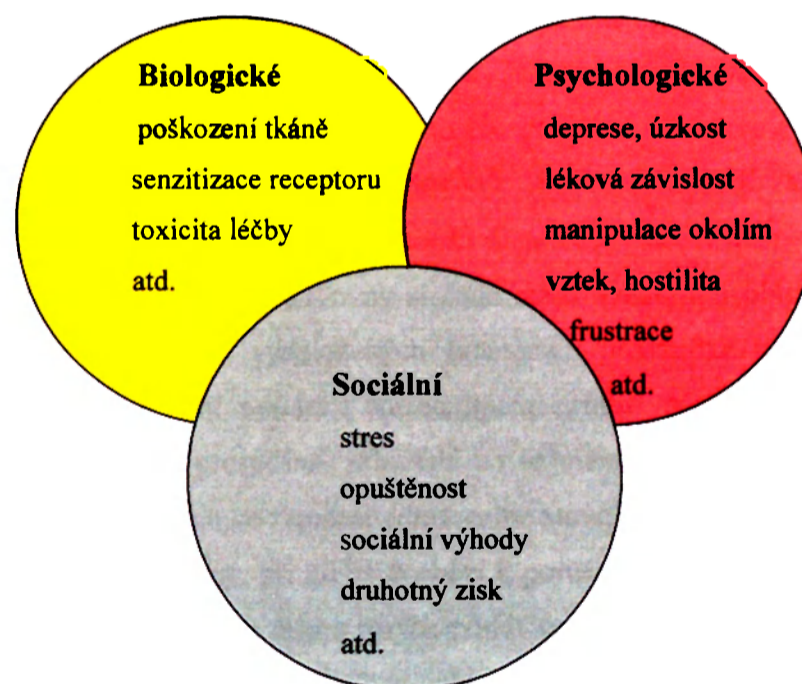 Biologické
poškození tkáně
senzitizace receptoru
toxicita léčby
atd.
Psychologické
deprese, úzkost
léková závislost
manipulace okolím
vztek, hostilita
frustrace
atd.
Sociální
stres
opuštěnost
sociální výhody
druhotný zisk
atd.